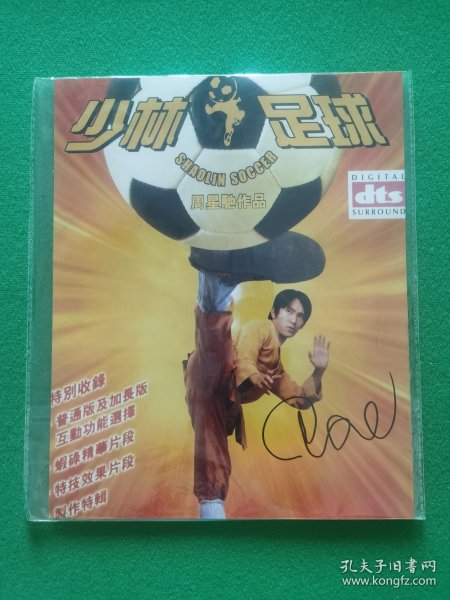 少林足球
SHAOLIN SOCCER
周星馳作品
DIGITAL
dts
SURROUND
特別收錄
普通版及加長版
互動功能選擇
蝦碌精華片段
特技效果片段
製作特輯
孔夫子旧书网
www.kongfz.com